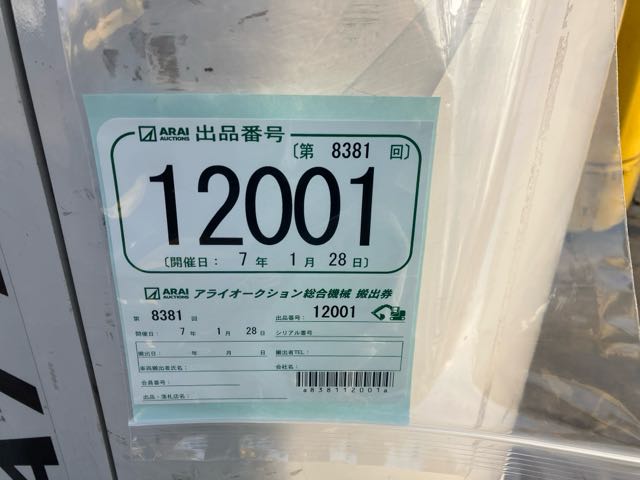 ARAI AUCTIONS 出品番号
〔第 8381 回〕
12001
〔開催日: 7 年 1 月 28 日〕
ARAI AUCTIONS アライオークション総合機械 搬出券
第 8381 回 出品番号: 12001
開催日: 7 年 1 月 28 日 シリアル番号
搬出日: 年 月 日 搬出者TEL:
車両搬出者氏名: 会社名:
会員番号:
出品・落札店名:
a838112001a